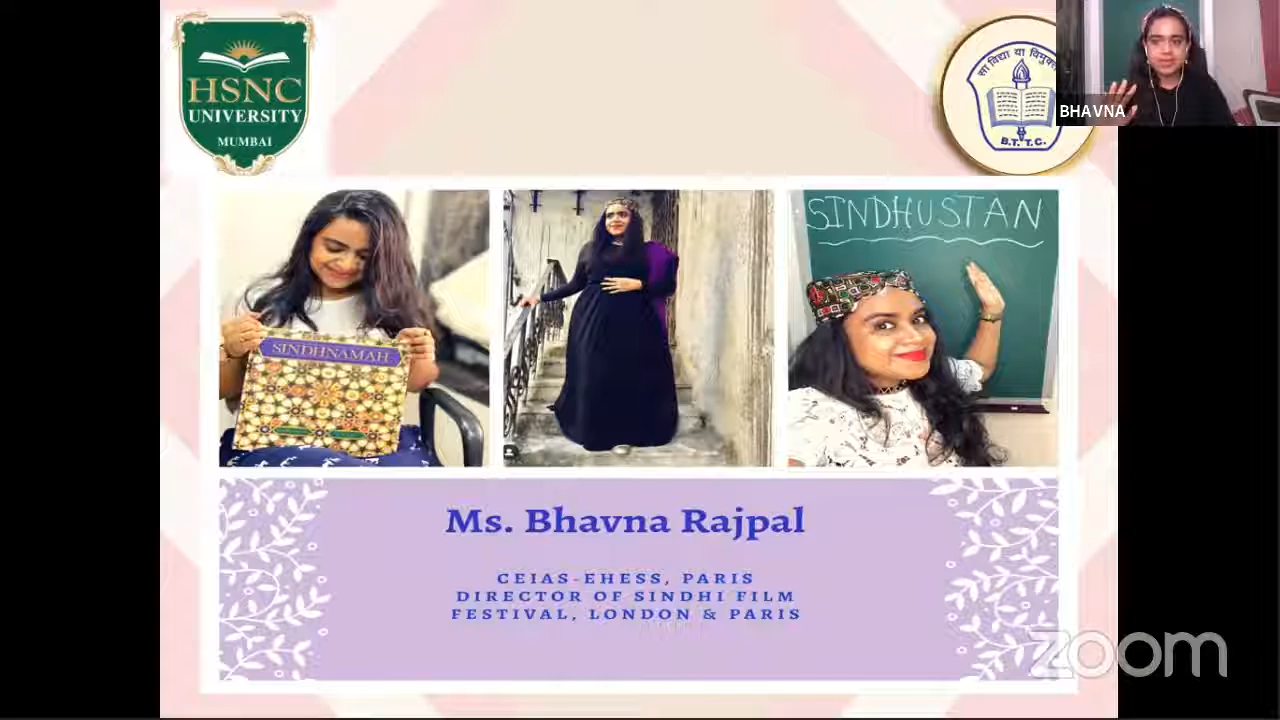 HSNC
UNIVERSITY
MUMBAI
सा विद्या या विमुक्त
B.T.T.C.
BHAVNA
SINDHNAMAH
SINDHUSTAN
Ms. Bhavna Rajpal
CEIAS-EHESS, PARIS
DIRECTOR OF SINDHI FILM
FESTIVAL, LONDON & PARIS
zoom